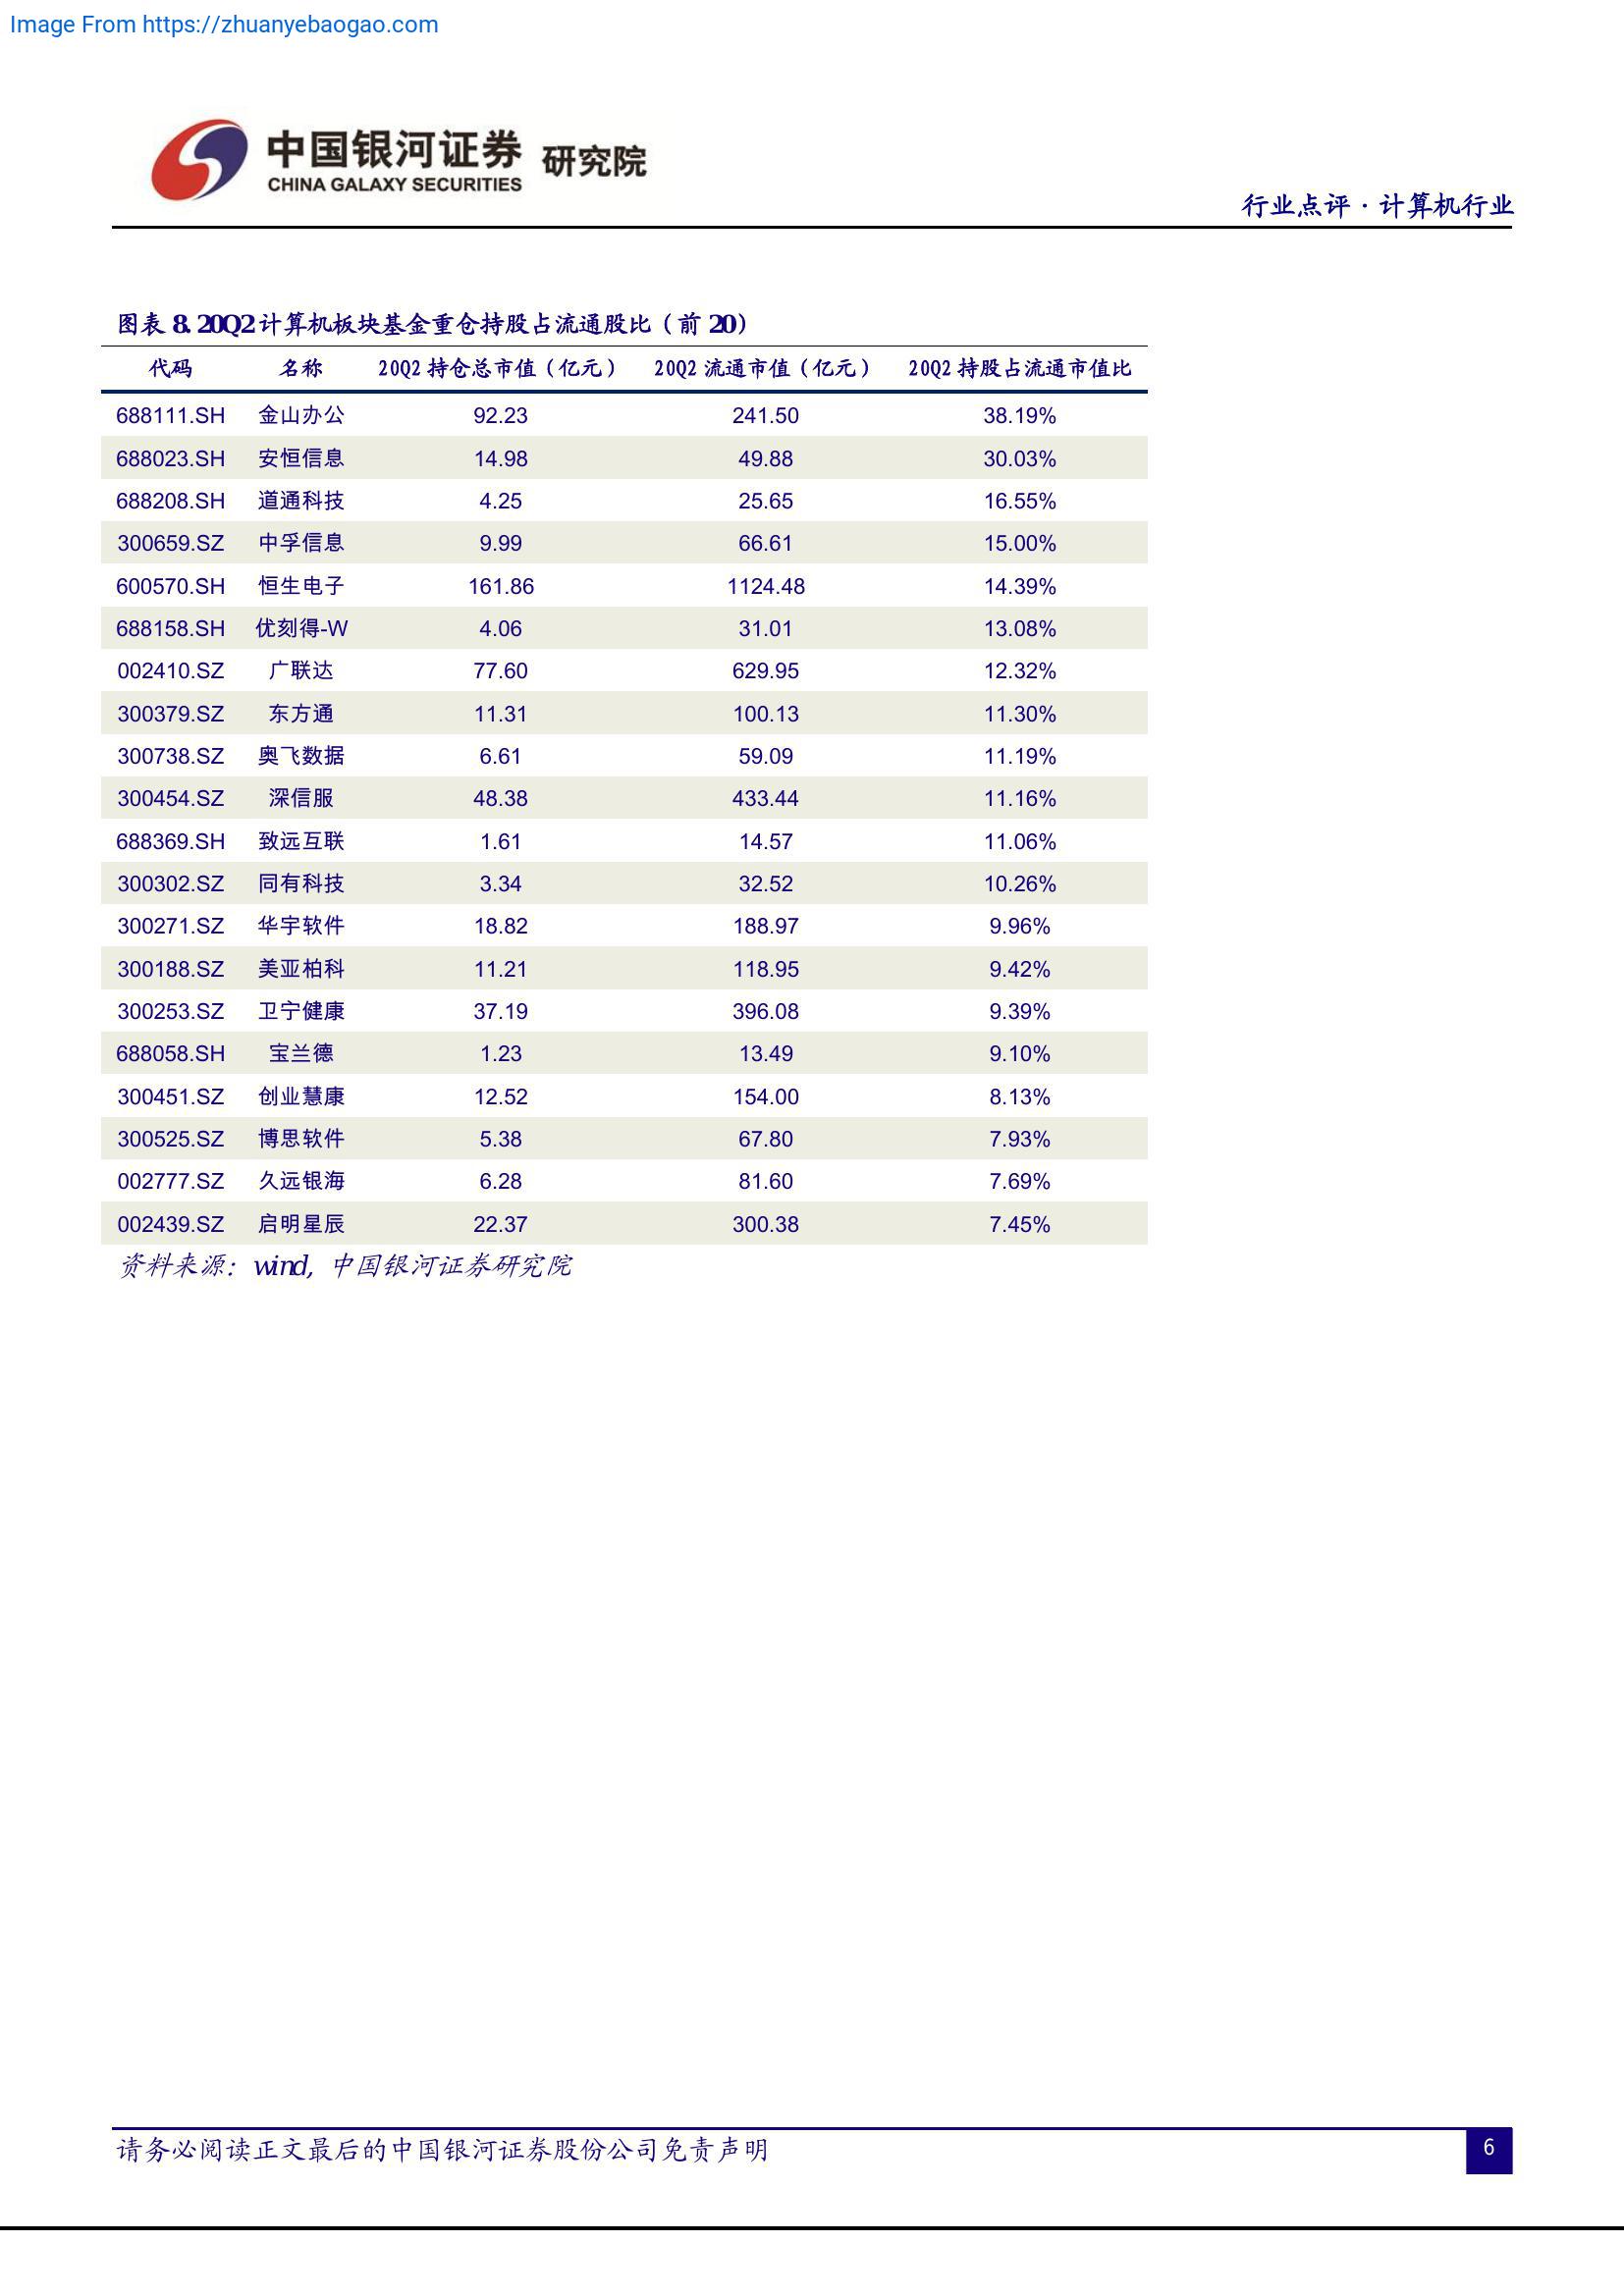 Image From https://zhuanyebaogao.com
中国银河证券 研究院
CHINA GALAXY SECURITIES
行业点评·计算机行业
图表 8. 20Q2 计算机板块基金重仓持股占流通股比（前 20）
代码 名称 20Q2 持仓总市值（亿元） 20Q2 流通市值（亿元） 20Q2 持股占流通市值比
688111.SH 金山办公 92.23 241.50 38.19%
688023.SH 安恒信息 14.98 49.88 30.03%
688208.SH 道通科技 4.25 25.65 16.55%
300659.SZ 中孚信息 9.99 66.61 15.00%
600570.SH 恒生电子 161.86 1124.48 14.39%
688158.SH 优刻得-W 4.06 31.01 13.08%
002410.SZ 广联达 77.60 629.95 12.32%
300379.SZ 东方通 11.31 100.13 11.30%
300738.SZ 奥飞数据 6.61 59.09 11.19%
300454.SZ 深信服 48.38 433.44 11.16%
688369.SH 致远互联 1.61 14.57 11.06%
300302.SZ 同有科技 3.34 32.52 10.26%
300271.SZ 华宇软件 18.82 188.97 9.96%
300188.SZ 美亚柏科 11.21 118.95 9.42%
300253.SZ 卫宁健康 37.19 396.08 9.39%
688058.SH 宝兰德 1.23 13.49 9.10%
300451.SZ 创业慧康 12.52 154.00 8.13%
300525.SZ 博思软件 5.38 67.80 7.93%
002777.SZ 久远银海 6.28 81.60 7.69%
002439.SZ 启明星辰 22.37 300.38 7.45%
资料来源：wind，中国银河证券研究院
请务必阅读正文最后的中国银河证券股份公司免责声明
6